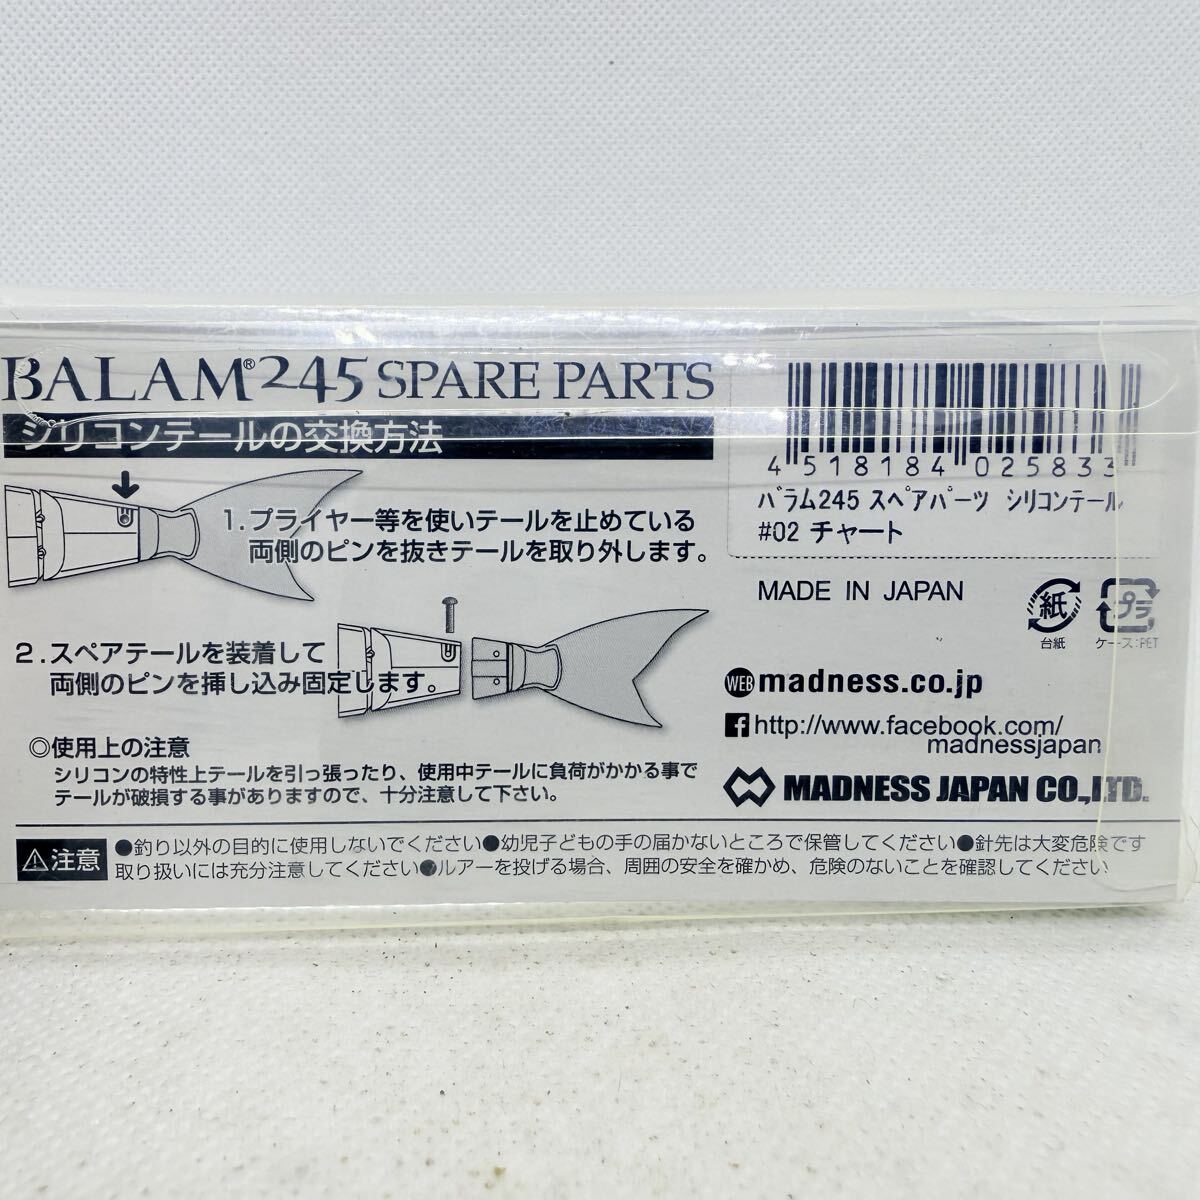 BALAM®245 SPARE PARTS
シリコンテールの交換方法
1.プライヤー等を使いテールを止めている
両側のピンを抜きテールを取り外します。
2.スペアテールを装着して
両側のピンを挿し込み固定します。
◎使用上の注意
シリコンの特性上テールを引っ張ったり、使用中テールに負荷がかかる事で
テールが破損する事がありますので、十分注意して下さい。
4 518184 025833
バラム245 スペアパーツ シリコンテール
#02 チャート
MADE IN JAPAN
紙
台紙
プラ
ケース:PET
WEB madness.co.jp
f http://www.facebook.com/
madnessjapan
MADNESS JAPAN CO.,LTD.
⚠注意
●釣り以外の目的に使用しないでください●幼児子どもの手の届かないところで保管してください●針先は大変危険です
取り扱いには充分注意してください●ルアーを投げる場合、周囲の安全を確かめ、危険のないことを確認してください